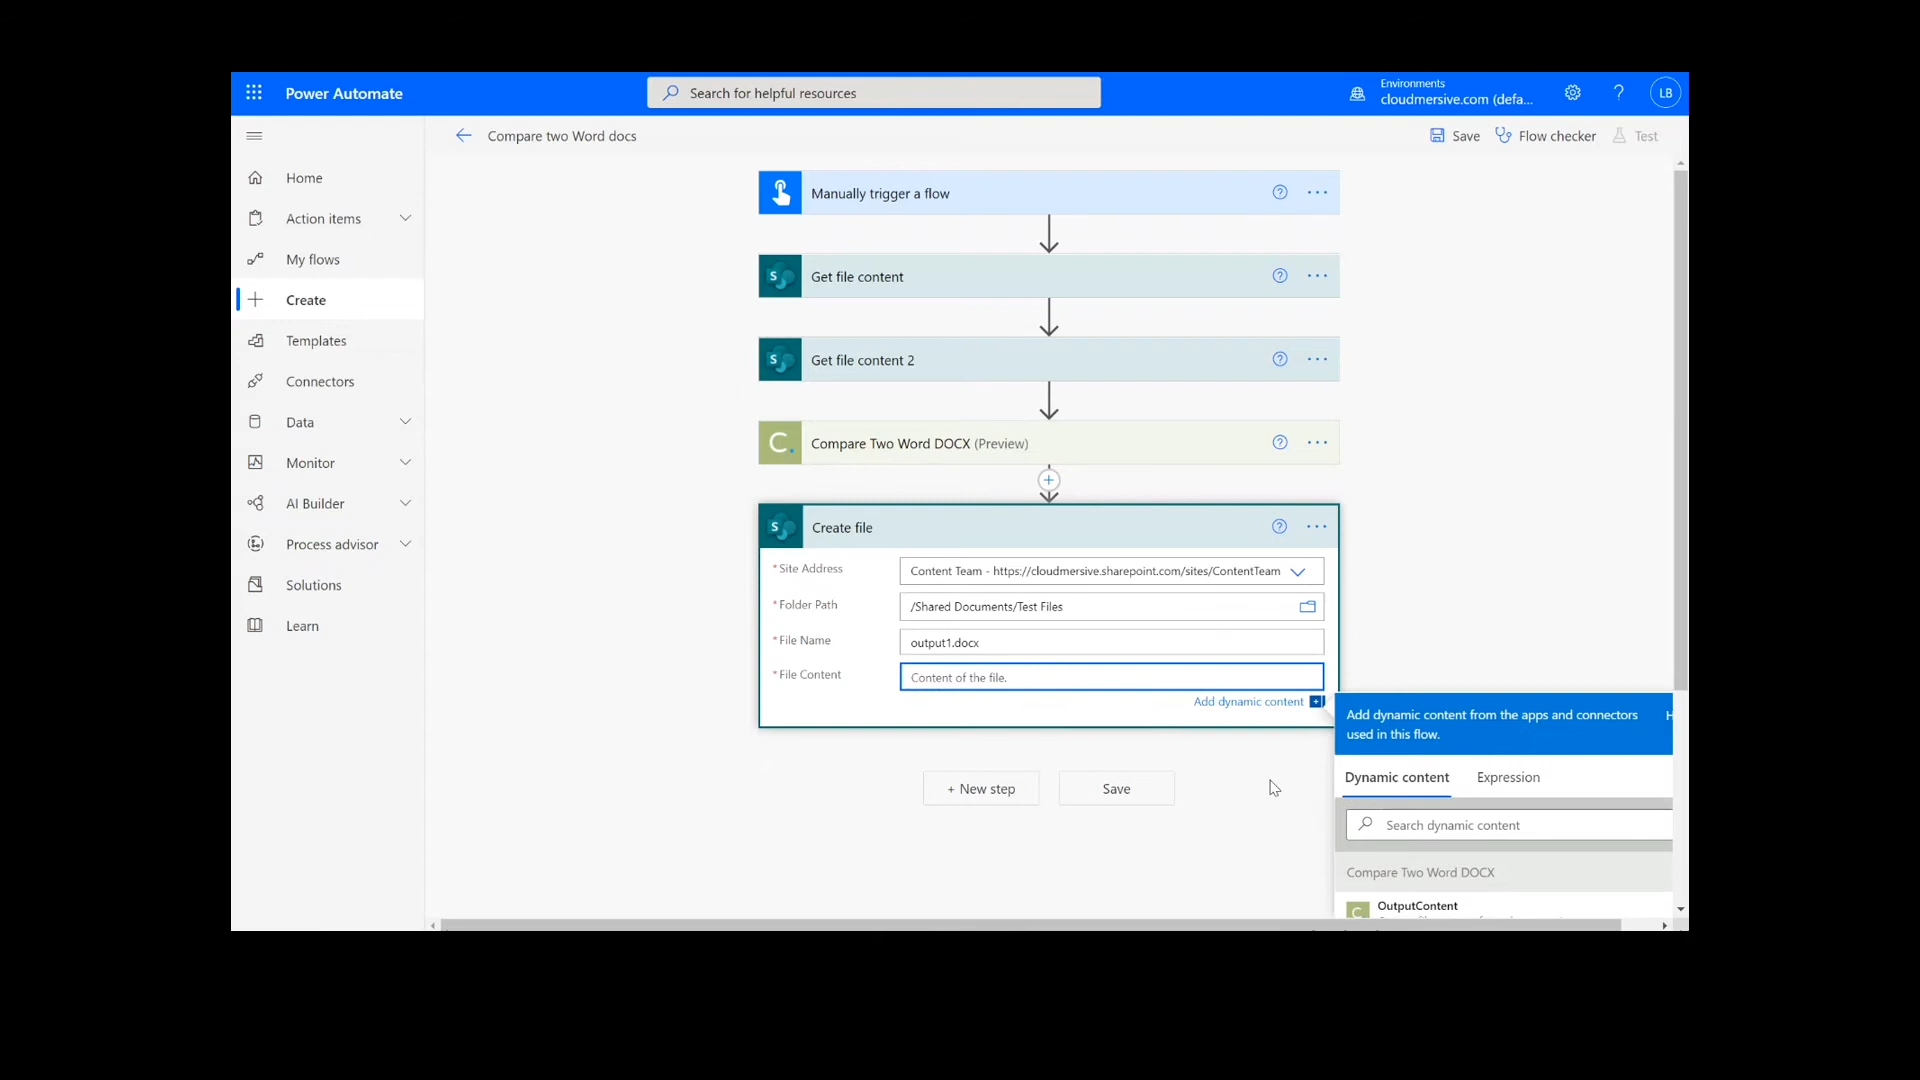 Power Automate
Search for helpful resources
Environments
cloudmersive.com (defa...
?
LB
Compare two Word docs
Save
Flow checker
Test
Home
Action items
My flows
Create
Templates
Connectors
Data
Monitor
AI Builder
Process advisor
Solutions
Learn
Manually trigger a flow
Get file content
Get file content 2
C.
Compare Two Word DOCX (Preview)
Create file
* Site Address
Content Team - https://cloudmersive.sharepoint.com/sites/ContentTeam
* Folder Path
/Shared Documents/Test Files
* File Name
output1.docx
* File Content
Content of the file.
Add dynamic content
+ New step
Save
Add dynamic content from the apps and connectors
used in this flow.
H
Dynamic content
Expression
Search dynamic content
Compare Two Word DOCX
OutputContent